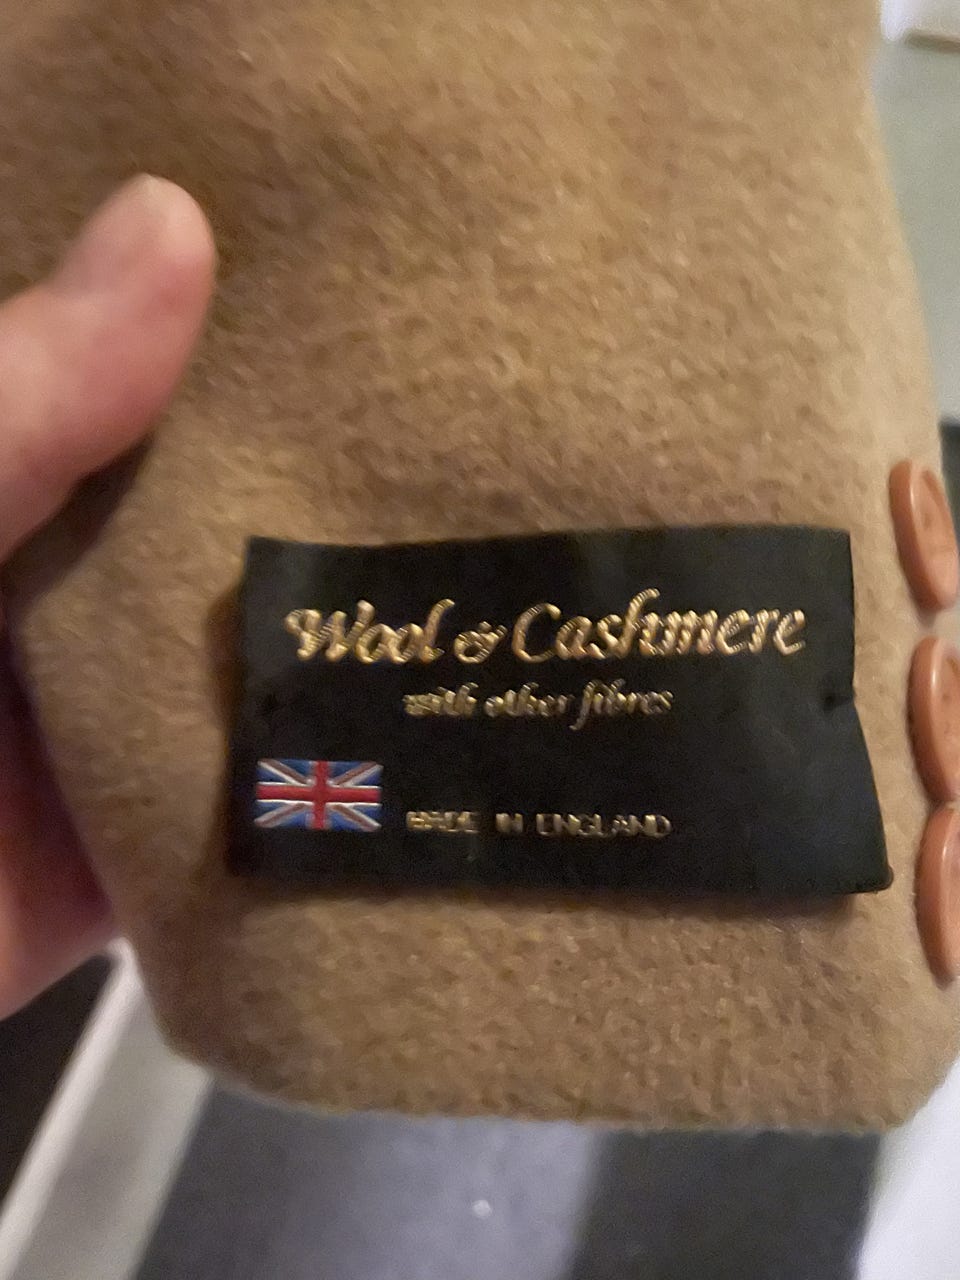 Wool & Cashmere
with other fibres
MADE IN ENGLAND